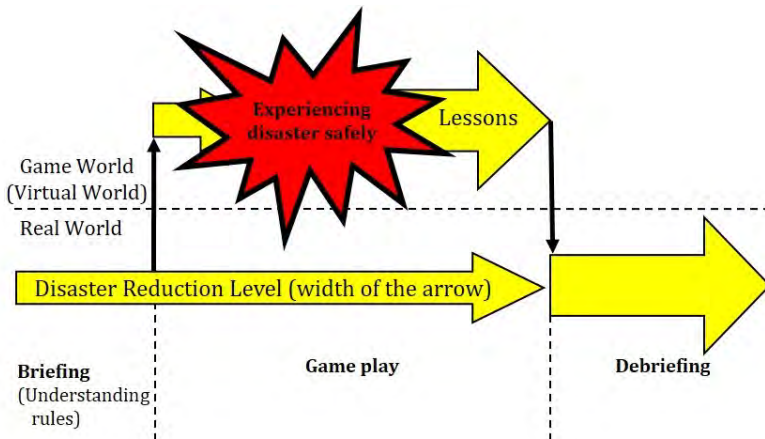 Experiencing
disaster safely
Lessons
Game World
(Virtual World)
Real World
Disaster Reduction Level (width of the arrow)
Briefing
(Understanding
rules)
Game play
Debriefing